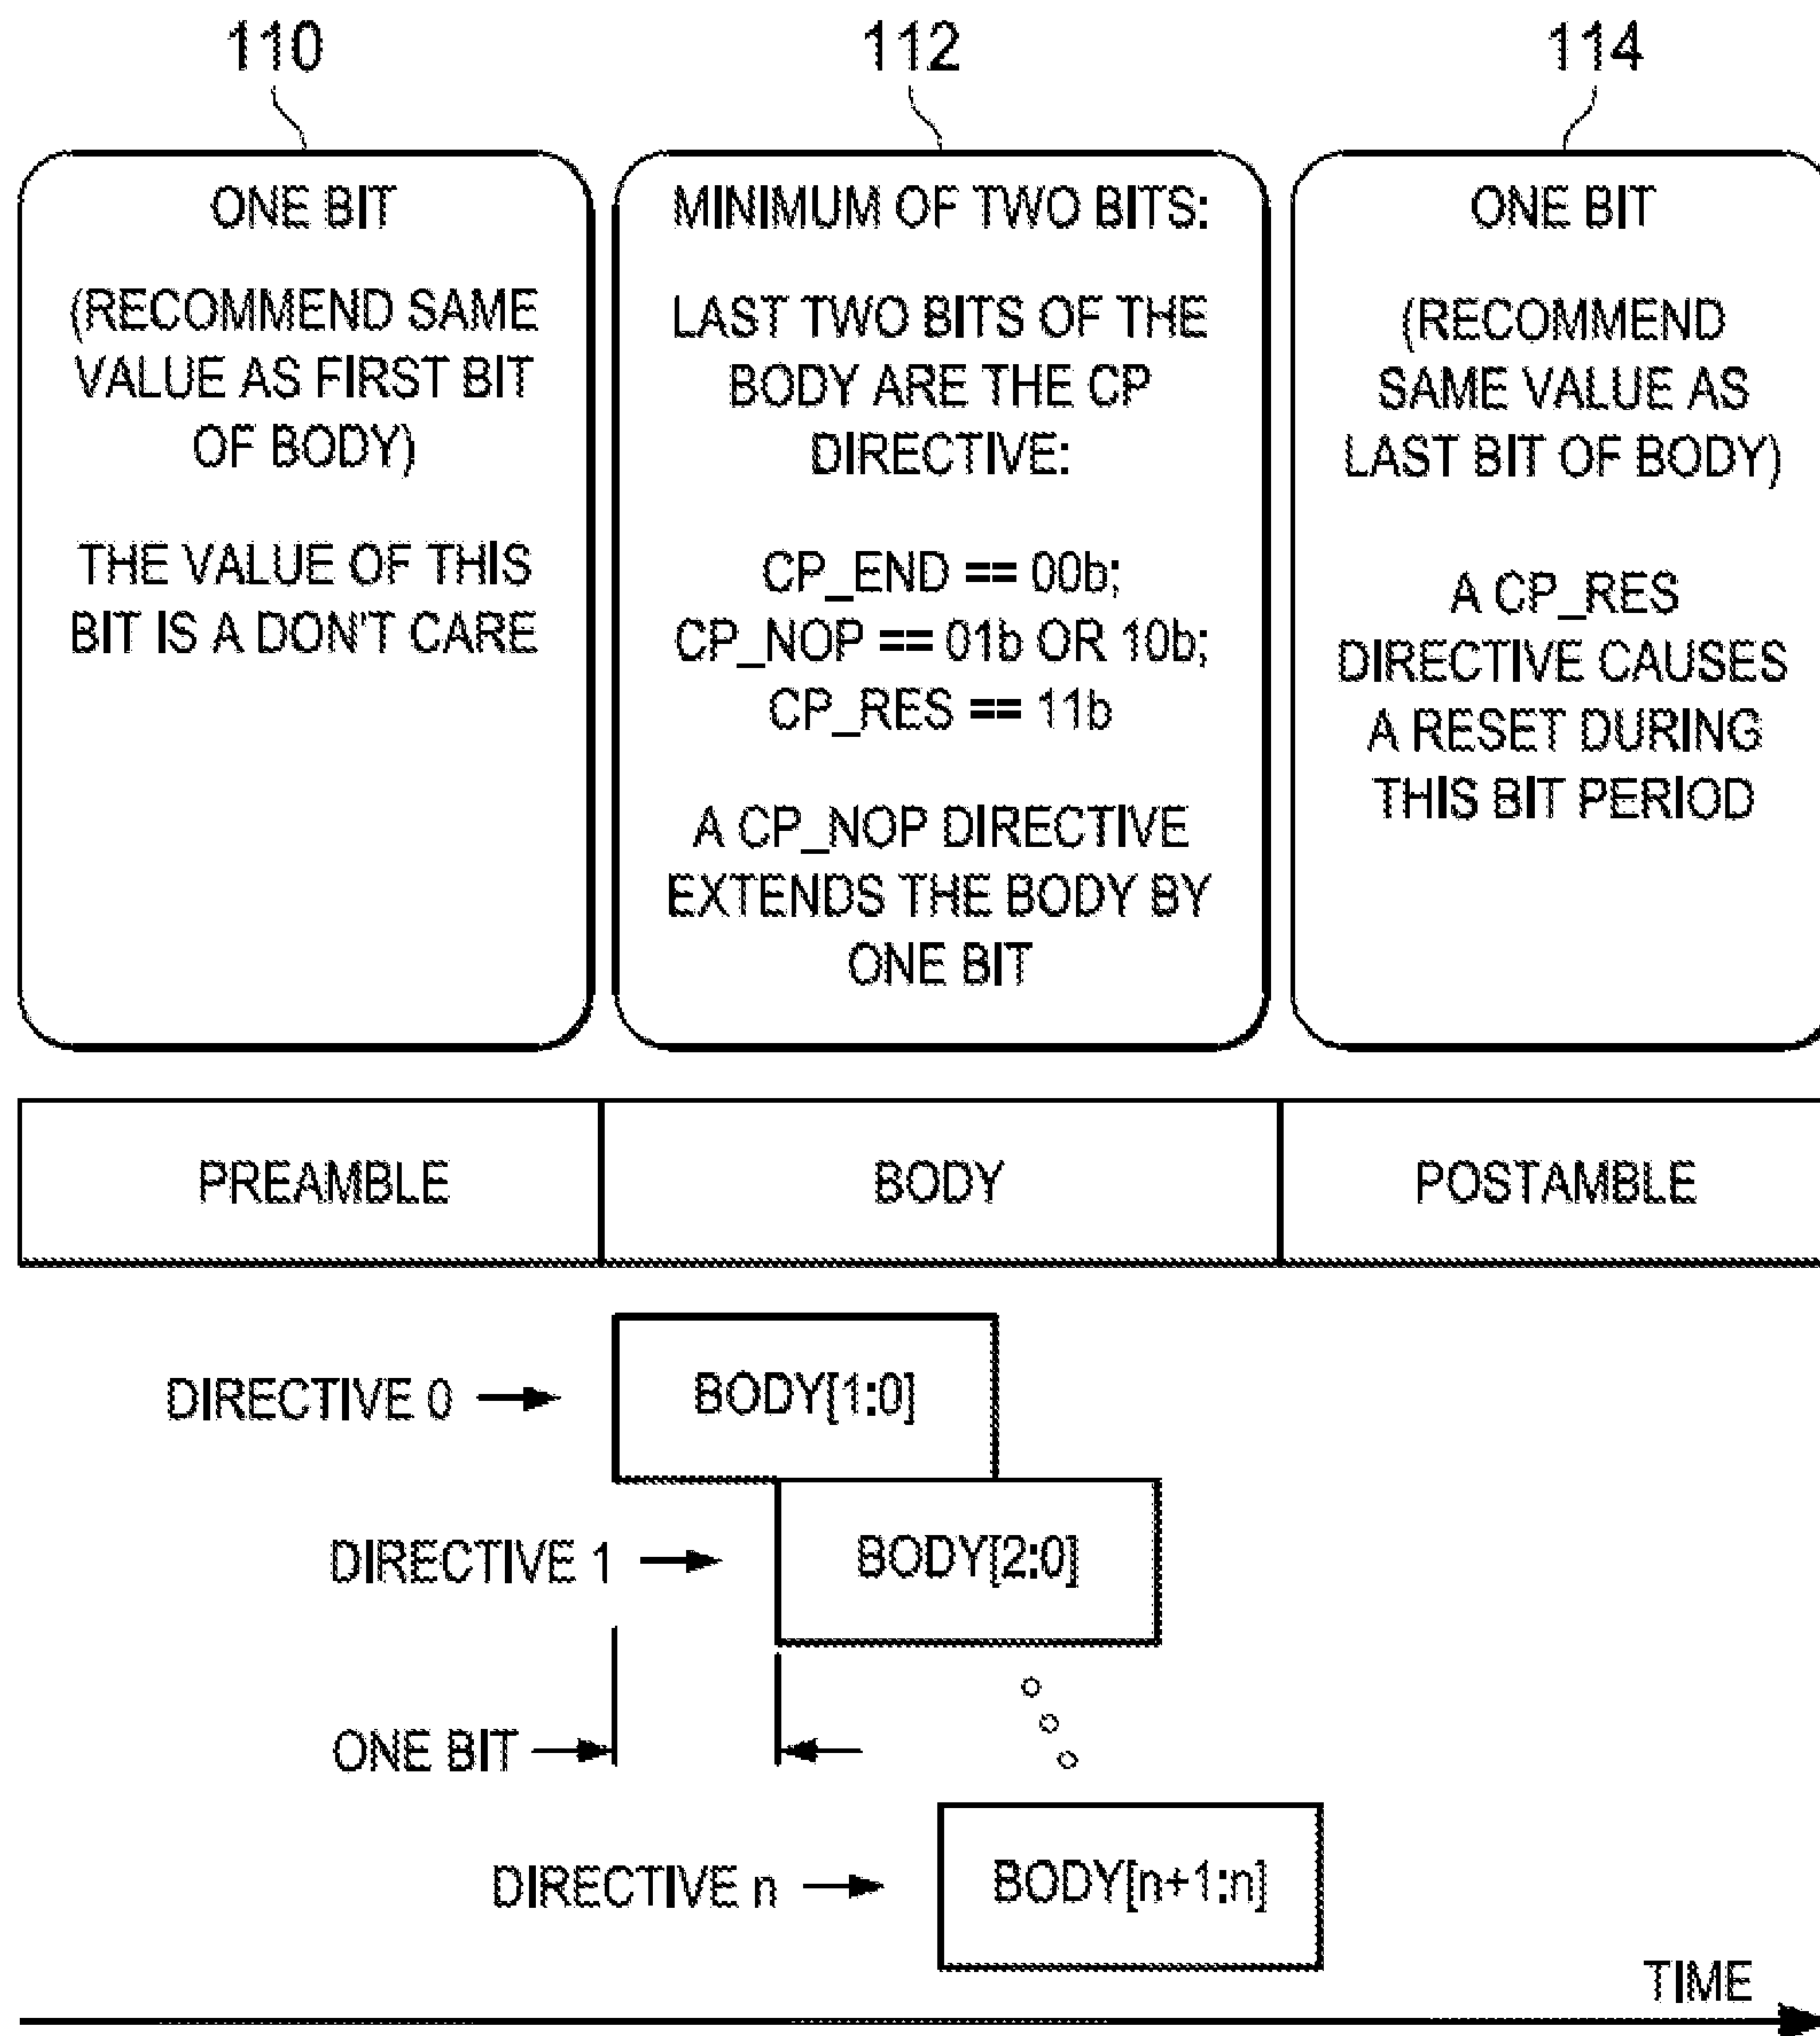 110
112
114
ONE BIT
(RECOMMEND SAME
VALUE AS FIRST BIT
OF BODY)
THE VALUE OF THIS
BIT IS A DON'T CARE
MINIMUM OF TWO BITS:
LAST TWO BITS OF THE
BODY ARE THE CP
DIRECTIVE:
CP_END == 00b;
CP_NOP == 01b OR 10b;
CP_RES == 11b
A CP_NOP DIRECTIVE
EXTENDS THE BODY BY
ONE BIT
ONE BIT
(RECOMMEND
SAME VALUE AS
LAST BIT OF BODY)
A CP_RES
DIRECTIVE CAUSES
A RESET DURING
THIS BIT PERIOD
PREAMBLE
BODY
POSTAMBLE
DIRECTIVE 0
BODY[1:0]
DIRECTIVE 1
BODY[2:0]
ONE BIT
DIRECTIVE n
BODY[n+1:n]
TIME